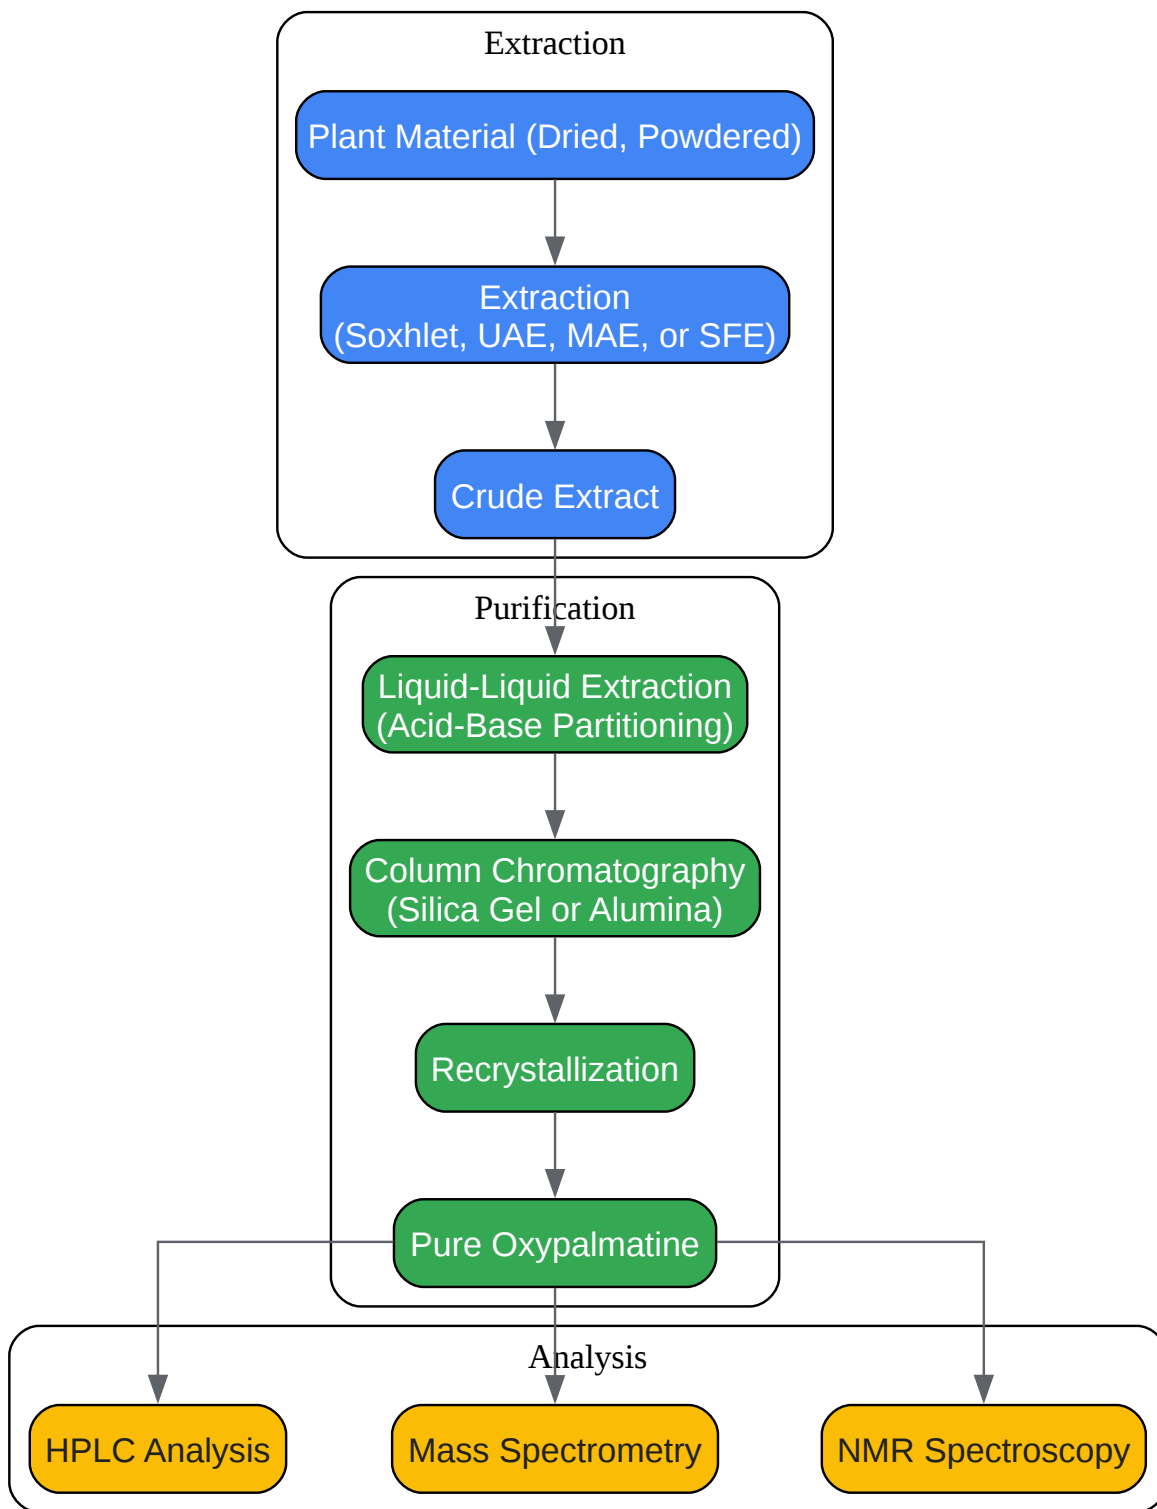 Extraction
Plant Material (Dried, Powdered)
Extraction
(Soxhlet, UAE, MAE, or SFE)
Crude Extract
Purification
Liquid-Liquid Extraction
(Acid-Base Partitioning)
Column Chromatography
(Silica Gel or Alumina)
Recrystallization
Pure Oxypalmatine
Analysis
HPLC Analysis
Mass Spectrometry
NMR Spectroscopy